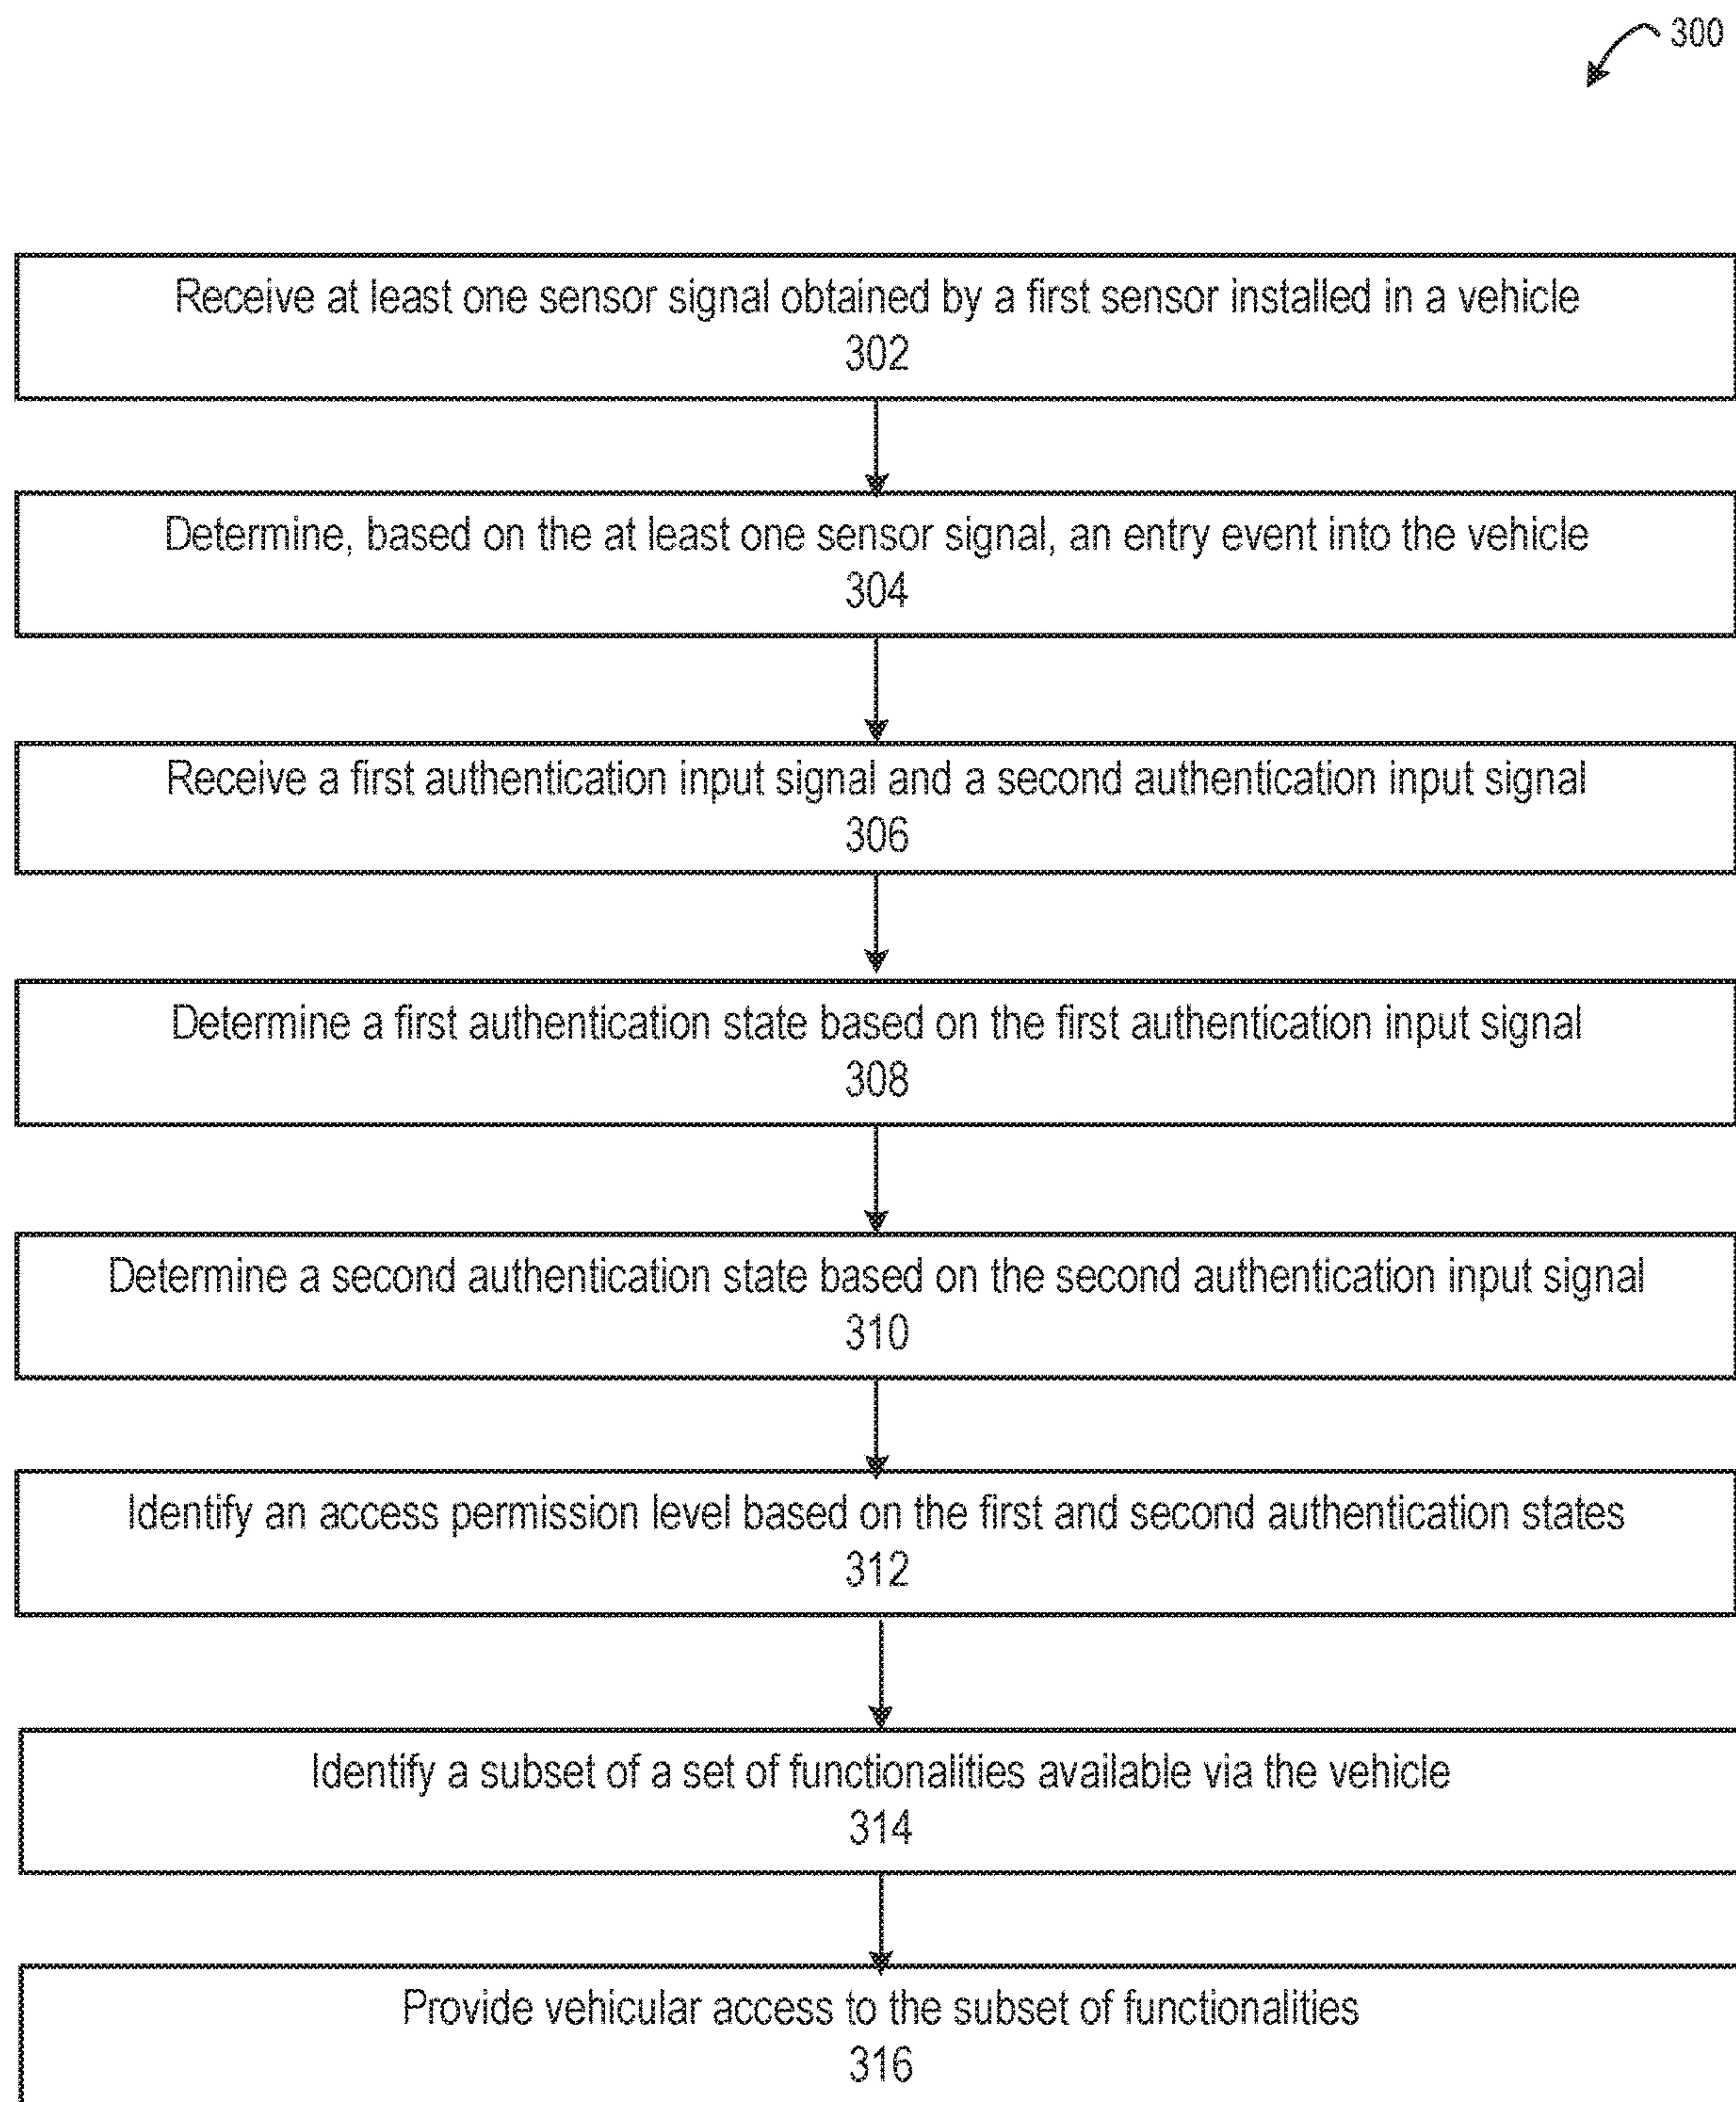 300
Receive at least one sensor signal obtained by a first sensor installed in a vehicle
302
Determine, based on the at least one sensor signal, an entry event into the vehicle
304
Receive a first authentication input signal and a second authentication input signal
306
Determine a first authentication state based on the first authentication input signal
308
Determine a second authentication state based on the second authentication input signal
310
Identify an access permission level based on the first and second authentication states
312
Identify a subset of a set of functionalities available via the vehicle
314
Provide vehicular access to the subset of functionalities
316